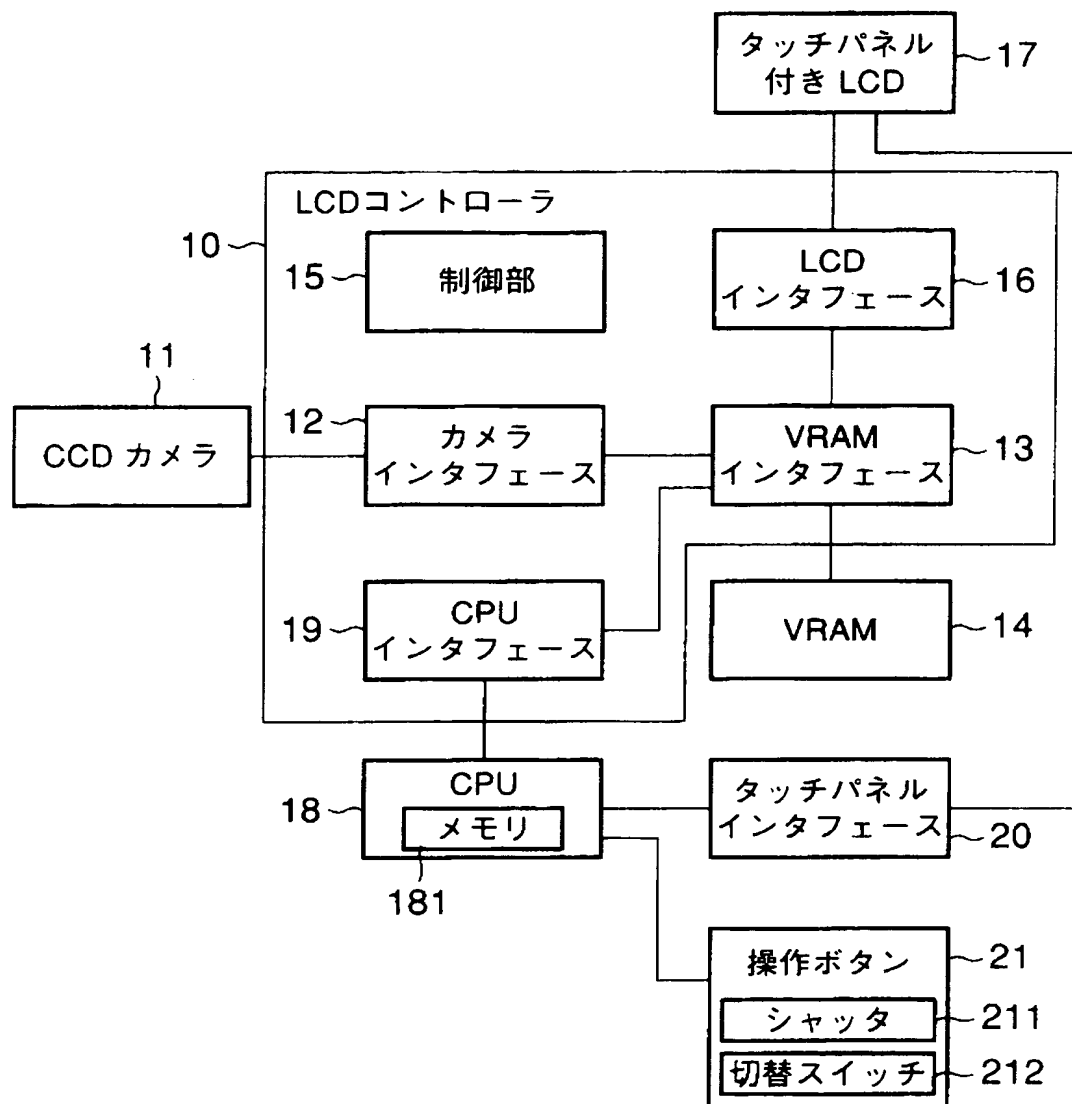 タッチパネル
付き LCD
17
LCDコントローラ
10
15
制御部
LCD
インタフェース
16
11
CCD カメラ
12
カメラ
インタフェース
VRAM
インタフェース
13
19
CPU
インタフェース
VRAM
14
18
CPU
メモリ
181
タッチパネル
インタフェース
20
操作ボタン
21
シャッタ
211
切替スイッチ
212